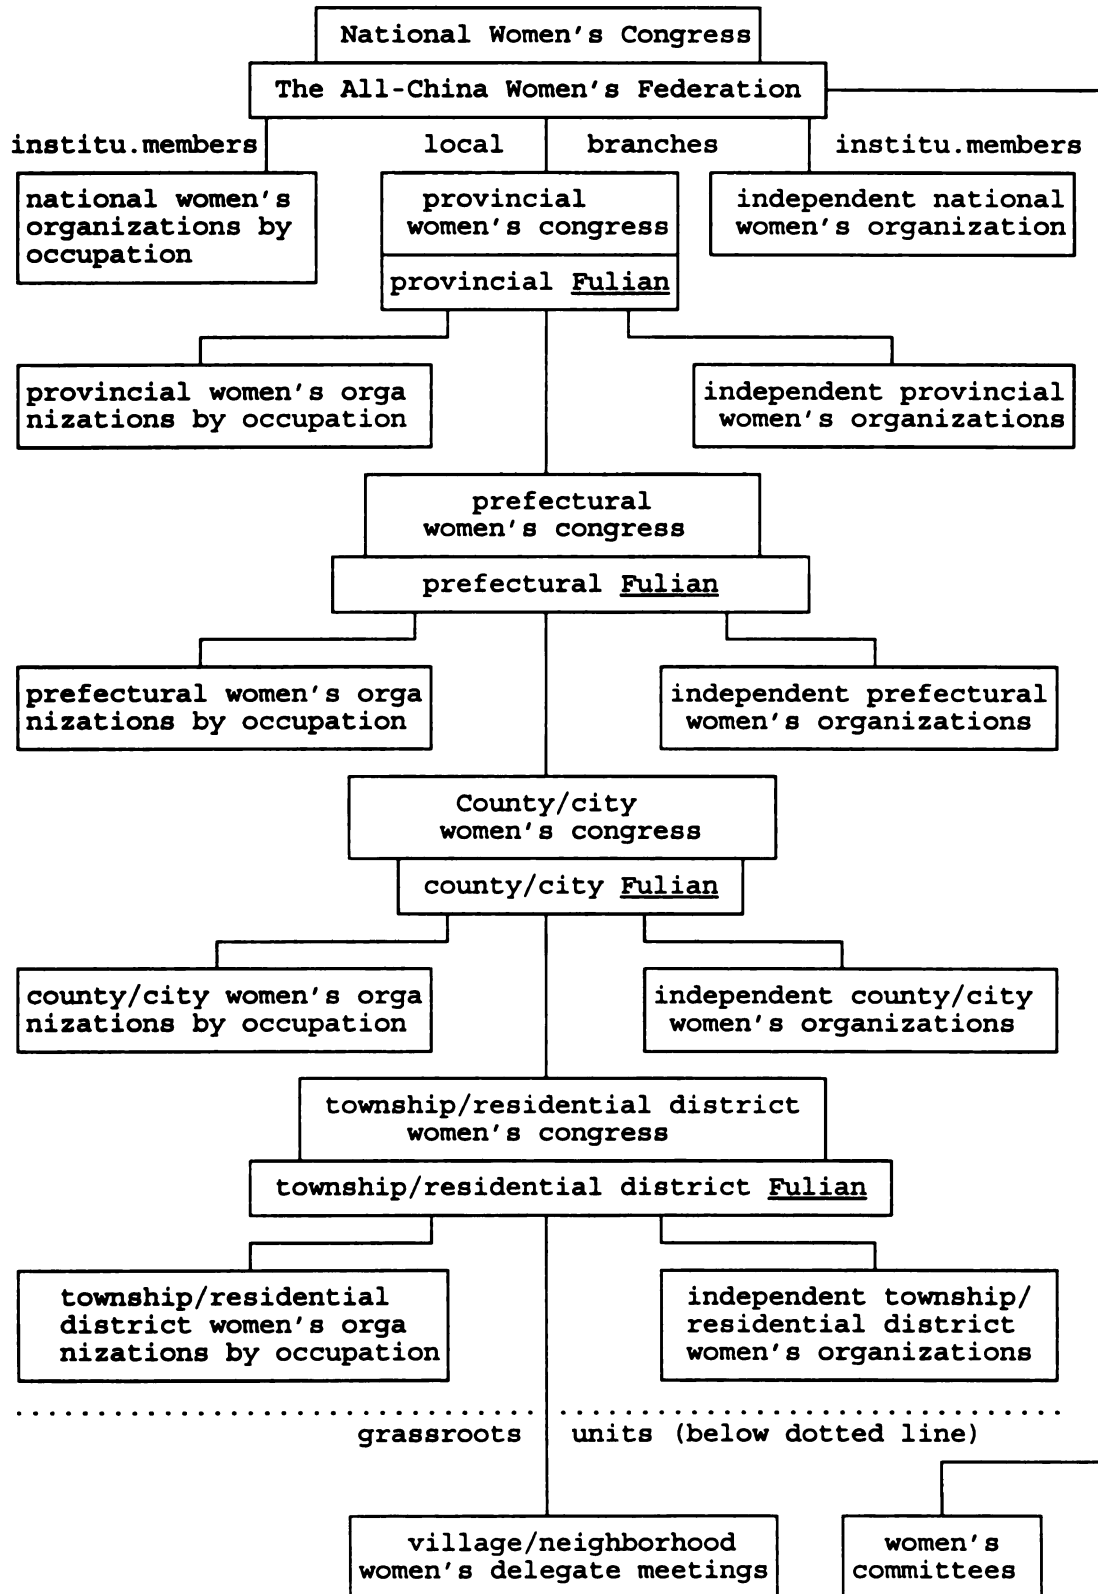 National Women's Congress
The All-China Women's Federation
institu.members local branches institu.members
national women's
organizations by
occupation
provincial
women's congress
independent national
women's organization
provincial Fulian
provincial women's orga
nizations by occupation
independent provincial
women's organizations
prefectural
women's congress
prefectural Fulian
prefectural women's orga
nizations by occupation
independent prefectural
women's organizations
County/city
women's congress
county/city Fulian
county/city women's orga
nizations by occupation
independent county/city
women's organizations
township/residential district
women's congress
township/residential district Fulian
township/residential
district women's orga
nizations by occupation
independent township/
residential district
women's organizations
grassroots units (below dotted line)
village/neighborhood
women's delegate meetings
women's
committees